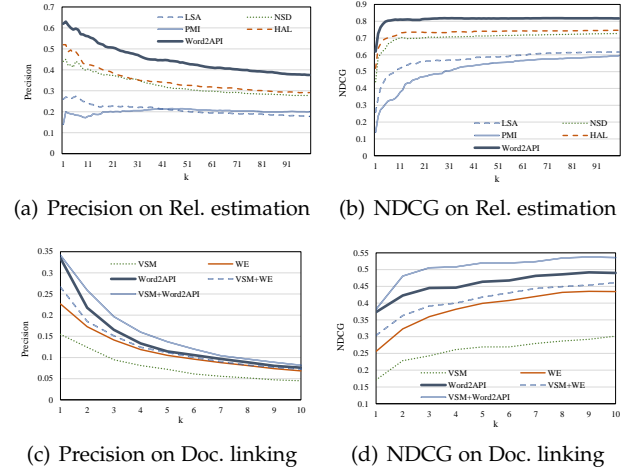 LSA NSD
PMI HAL
Word2API
Precision
0.7
0.6
0.5
0.4
0.3
0.2
0.1
0
1 11 21 31 41 51 61 71 81 91
k
(a) Precision on Rel. estimation
NDCG
0.9
0.8
0.7
0.6
0.5
0.4
0.3
0.2
0.1
0
1 11 21 31 41 51 61 71 81 91
k
LSA NSD
PMI HAL
Word2API
(b) NDCG on Rel. estimation
VSM WE
Word2API VSM+WE
VSM+Word2API
Precision
0.35
0.3
0.25
0.2
0.15
0.1
0.05
0
1 2 3 4 5 6 7 8 9 10
k
(c) Precision on Doc. linking
NDCG
0.55
0.5
0.45
0.4
0.35
0.3
0.25
0.2
0.15
0.1
0.05
0
1 2 3 4 5 6 7 8 9 10
k
VSM WE
Word2API VSM+WE
VSM+Word2API
(d) NDCG on Doc. linking